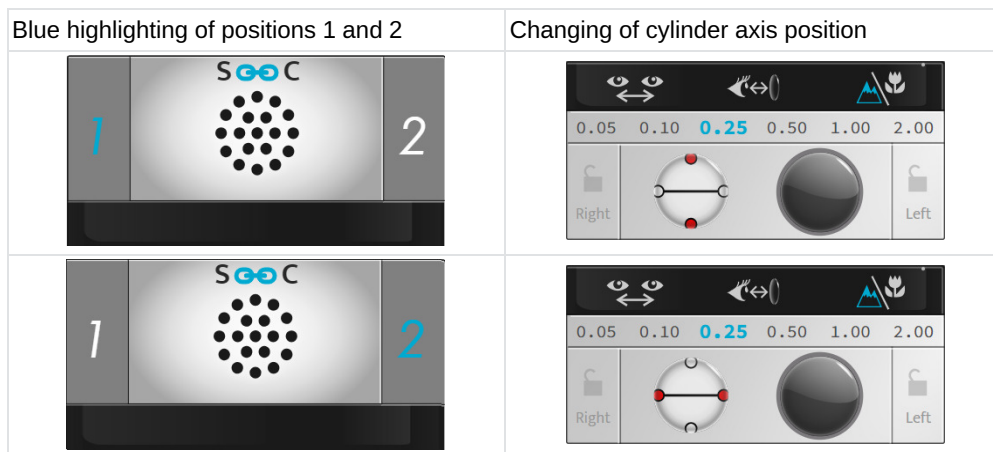 Blue highlighting of positions 1 and 2
Changing of cylinder axis position
S C
1
2
0.05 0.10 0.25 0.50 1.00 2.00
Right
Left
S C
1
2
0.05 0.10 0.25 0.50 1.00 2.00
Right
Left